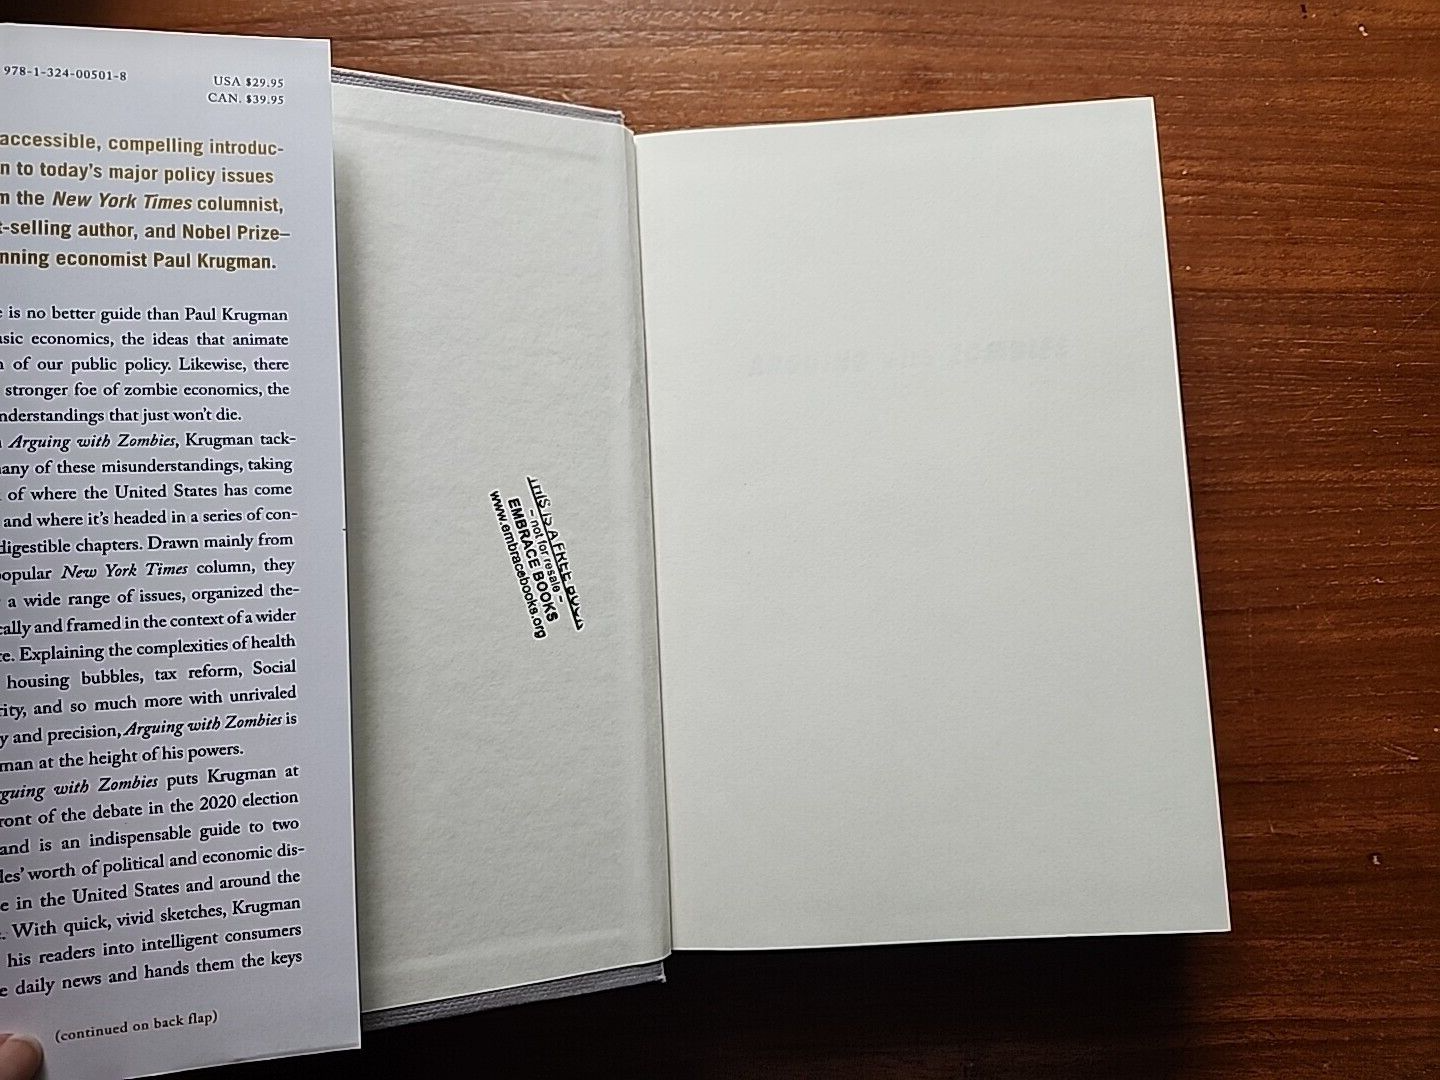 978-1-324-00501-8
USA $29.95
CAN. $39.95
accessible, compelling introduc-
n to today's major policy issues
m the New York Times columnist,
t-selling author, and Nobel Prize–
nning economist Paul Krugman.
e is no better guide than Paul Krugman
asic economics, the ideas that animate
h of our public policy. Likewise, there
stronger foe of zombie economics, the
nderstandings that just won't die.
n Arguing with Zombies, Krugman tack-
any of these misunderstandings, taking
of where the United States has come
and where it's headed in a series of con-
digestible chapters. Drawn mainly from
popular New York Times column, they
a wide range of issues, organized the-
cally and framed in the context of a wider
te. Explaining the complexities of health
housing bubbles, tax reform, Social
rity, and so much more with unrivaled
y and precision, Arguing with Zombies is
man at the height of his powers.
guing with Zombies puts Krugman at
ront of the debate in the 2020 election
and is an indispensable guide to two
les' worth of political and economic dis-
e in the United States and around the
. With quick, vivid sketches, Krugman
his readers into intelligent consumers
e daily news and hands them the keys
(continued on back flap)
THIS IS A FREE BOOK
– not for resale –
EMBRACE BOOKS
www.embracebooks.org